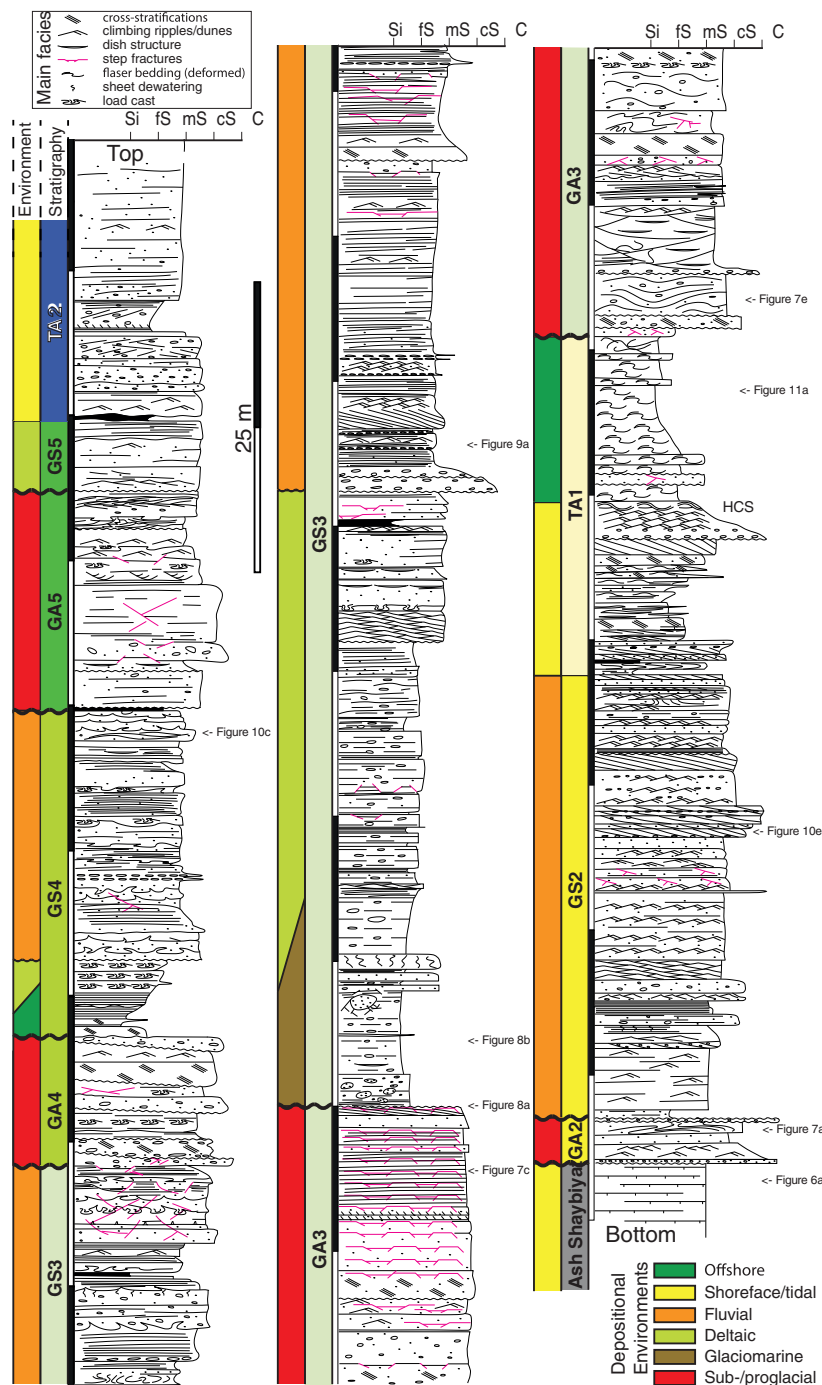 Main facies
cross-stratifications
climbing ripples/dunes
dish structure
step fractures
flaser bedding (deformed)
sheet dewatering
load cast
Environment
Stratigraphy
Si fS mS cS C
Top
TA 2
GS5
GA5
GS4
GA4
GS3
25 m
<- Figure 10c
Si fS mS cS C
GS3
GA3
<- Figure 9a
<- Figure 8b
<- Figure 8a
<- Figure 7c
Si fS mS cS C
GA3
TA1
GS2
GA2
Ash Shaybiya
<- Figure 7e
<- Figure 11a
HCS
<- Figure 10e
<- Figure 7a
<- Figure 6a
Bottom
Depositional
Environments
Offshore
Shoreface/tidal
Fluvial
Deltaic
Glaciomarine
Sub-/proglacial